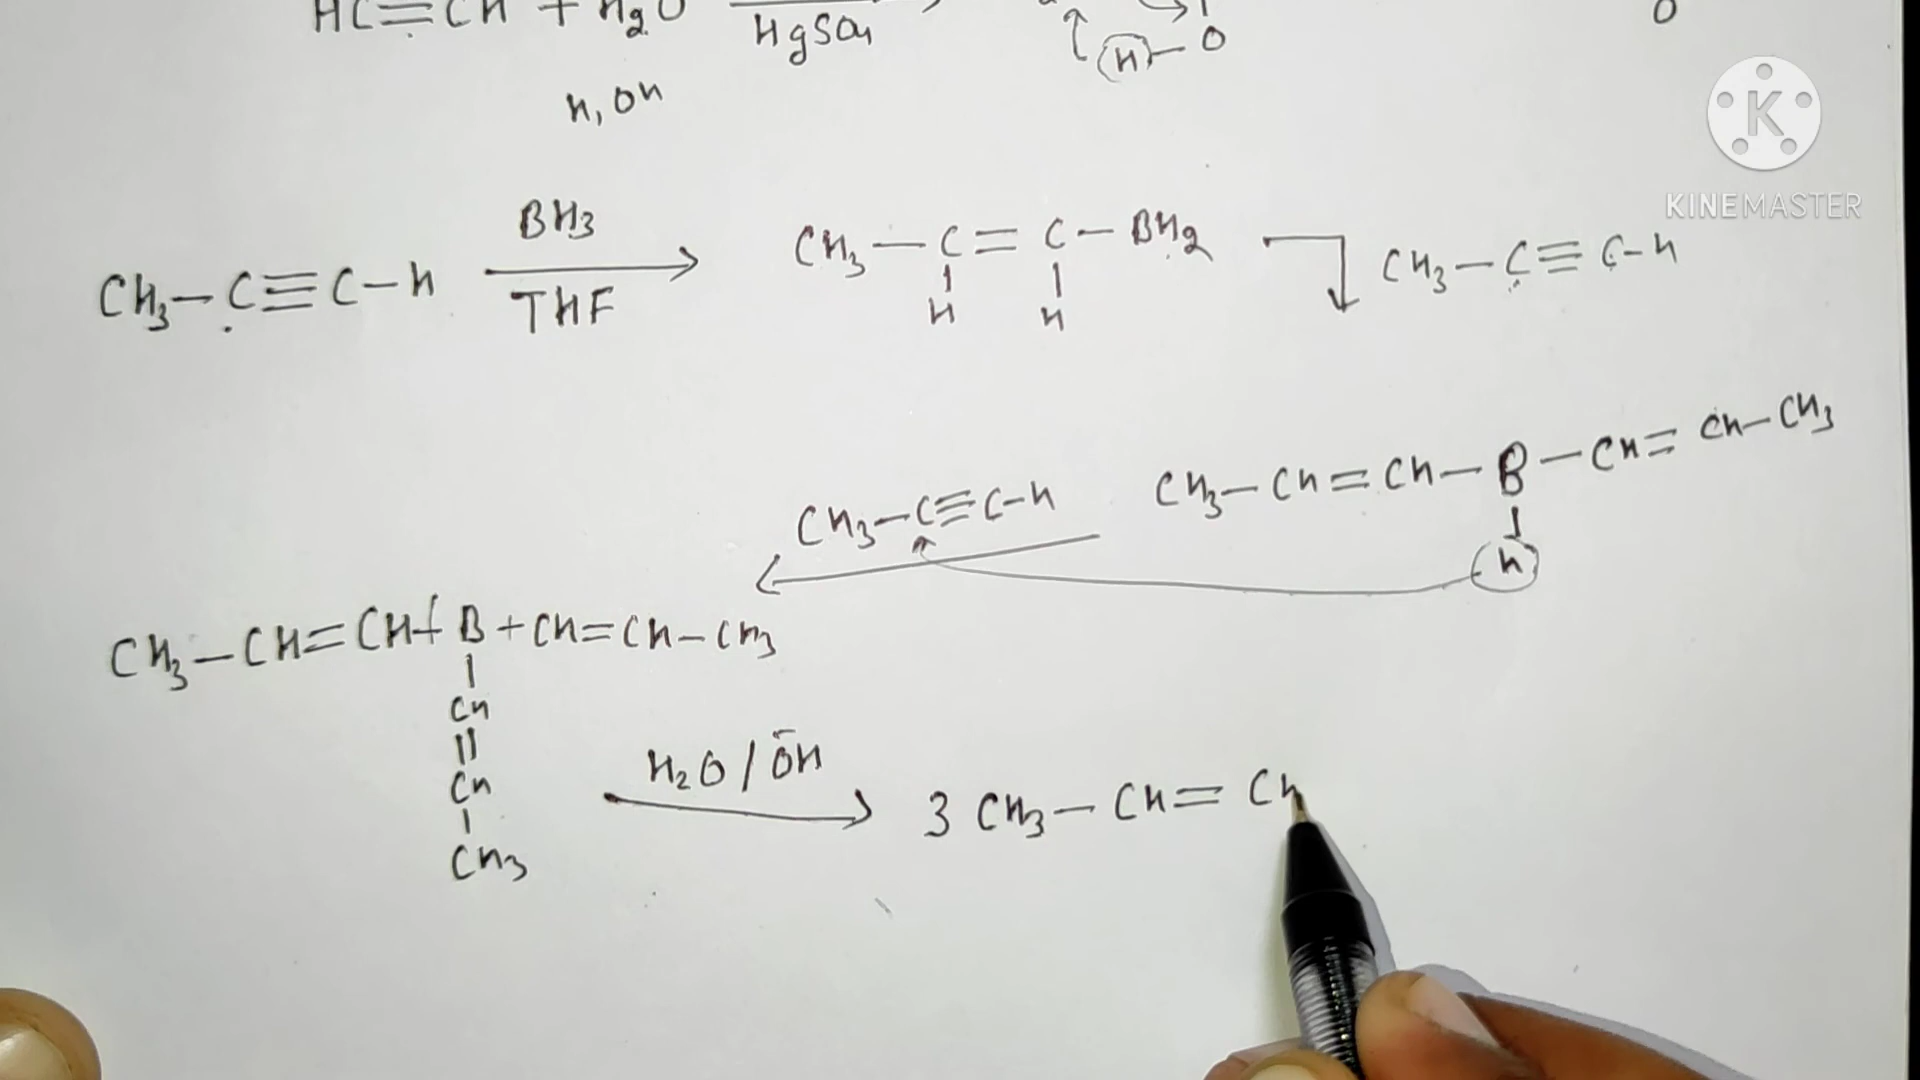 HC≡CH + H2O
HgSO4
H — O
O
H, OH
KINEMASTER
BH3
CH3—C≡C—H
THF
CH3—C=C—BH2
H H
CH3—C≡C—H
CH3—C≡C—H
CH3—CH=CH—B—CH=CH—CH3
H
CH3—CH=CH+B+CH=CH—CH3
CH
||
CH
CH3
H2O/ŌH
3 CH3—CH=CH